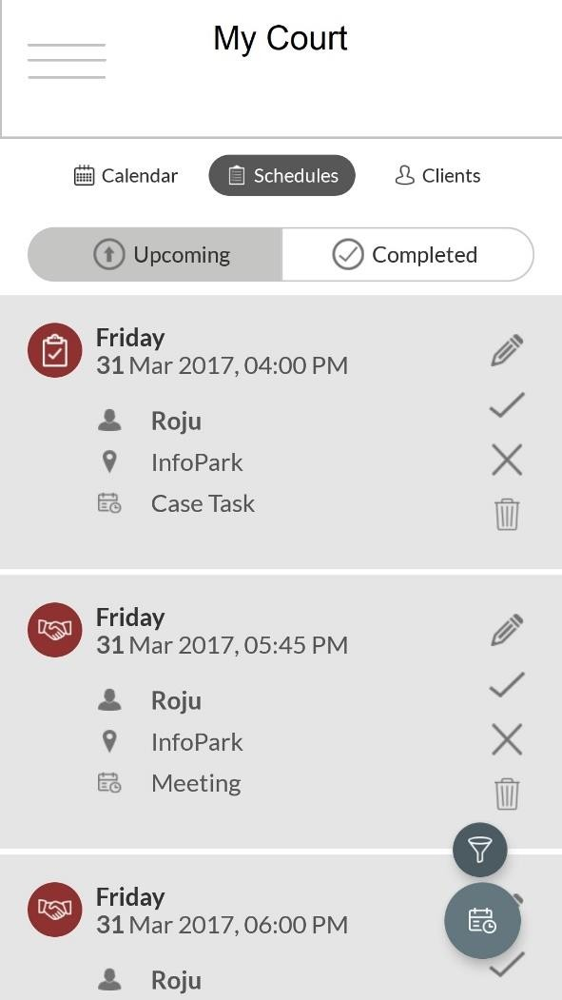 My Court
Calendar
Schedules
Clients
Upcoming
Completed
Friday
31 Mar 2017, 04:00 PM
Roju
InfoPark
Case Task
Friday
31 Mar 2017, 05:45 PM
Roju
InfoPark
Meeting
Friday
31 Mar 2017, 06:00 PM
Roju